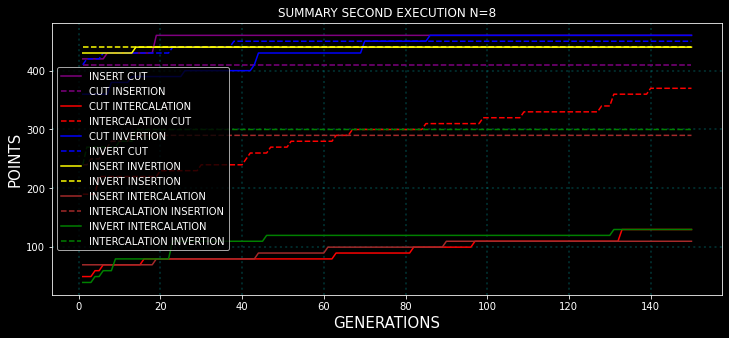 SUMMARY SECOND EXECUTION N=8
POINTS
400
300
200
100
INSERT CUT
CUT INSERTION
CUT INTERCALATION
INTERCALATION CUT
CUT INVERTION
INVERT CUT
INSERT INVERTION
INVERT INSERTION
INSERT INTERCALATION
INTERCALATION INSERTION
INVERT INTERCALATION
INTERCALATION INVERTION
0 20 40 60 80 100 120 140
GENERATIONS